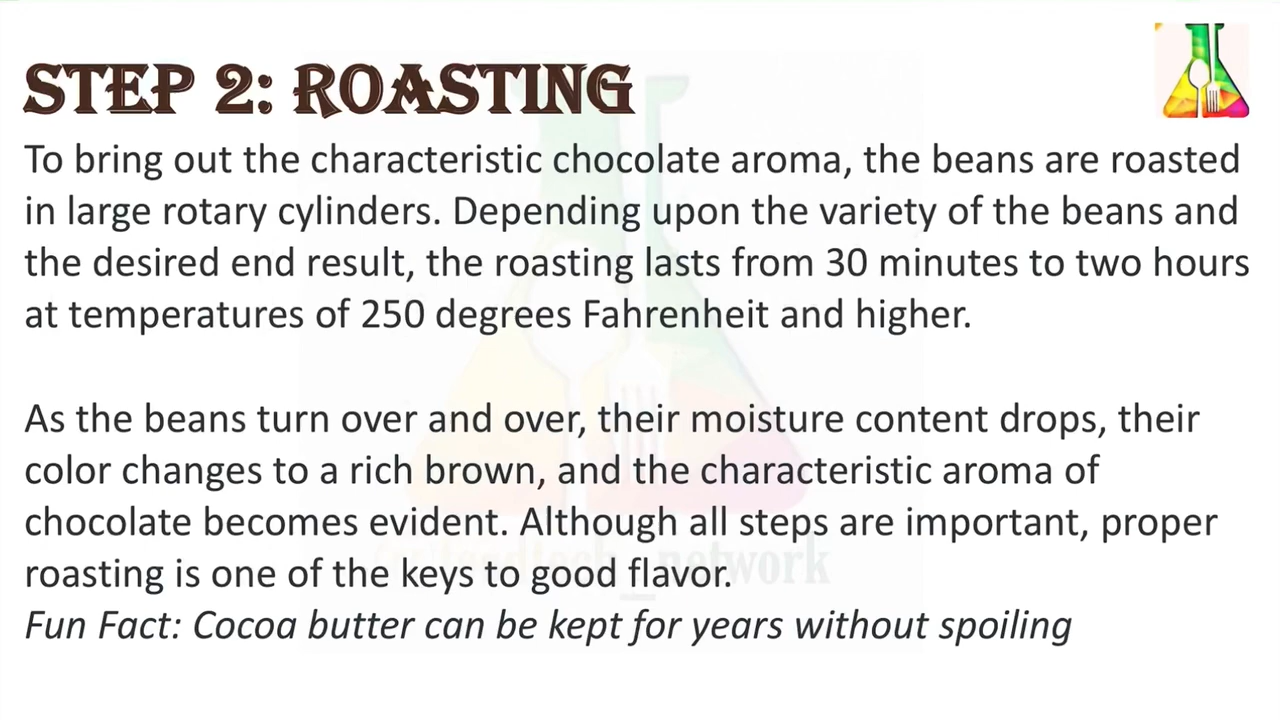 STEP 2: ROASTING
To bring out the characteristic chocolate aroma, the beans are roasted
in large rotary cylinders. Depending upon the variety of the beans and
the desired end result, the roasting lasts from 30 minutes to two hours
at temperatures of 250 degrees Fahrenheit and higher.
As the beans turn over and over, their moisture content drops, their
color changes to a rich brown, and the characteristic aroma of
chocolate becomes evident. Although all steps are important, proper
roasting is one of the keys to good flavor.
Fun Fact: Cocoa butter can be kept for years without spoiling